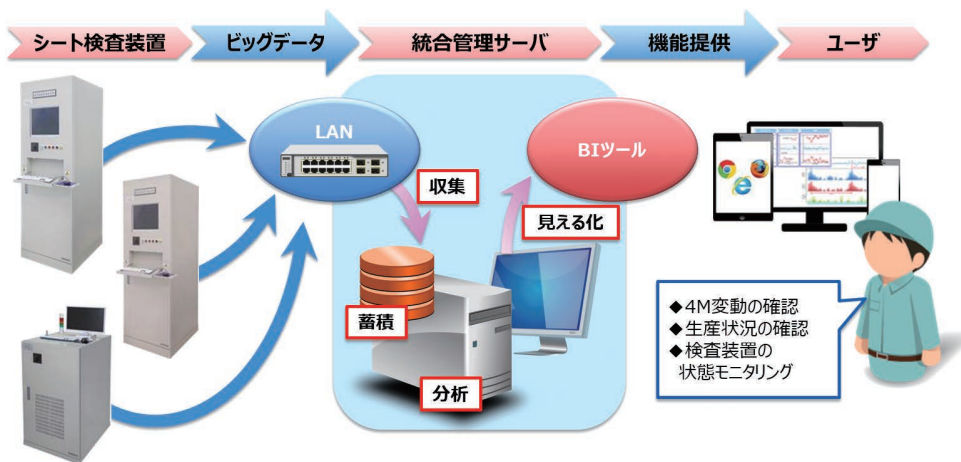 シート検査装置
ビッグデータ
統合管理サーバ
機能提供
ユーザ
LAN
BIツール
収集
見える化
蓄積
分析
◆4M変動の確認
◆生産状況の確認
◆検査装置の
状態モニタリング